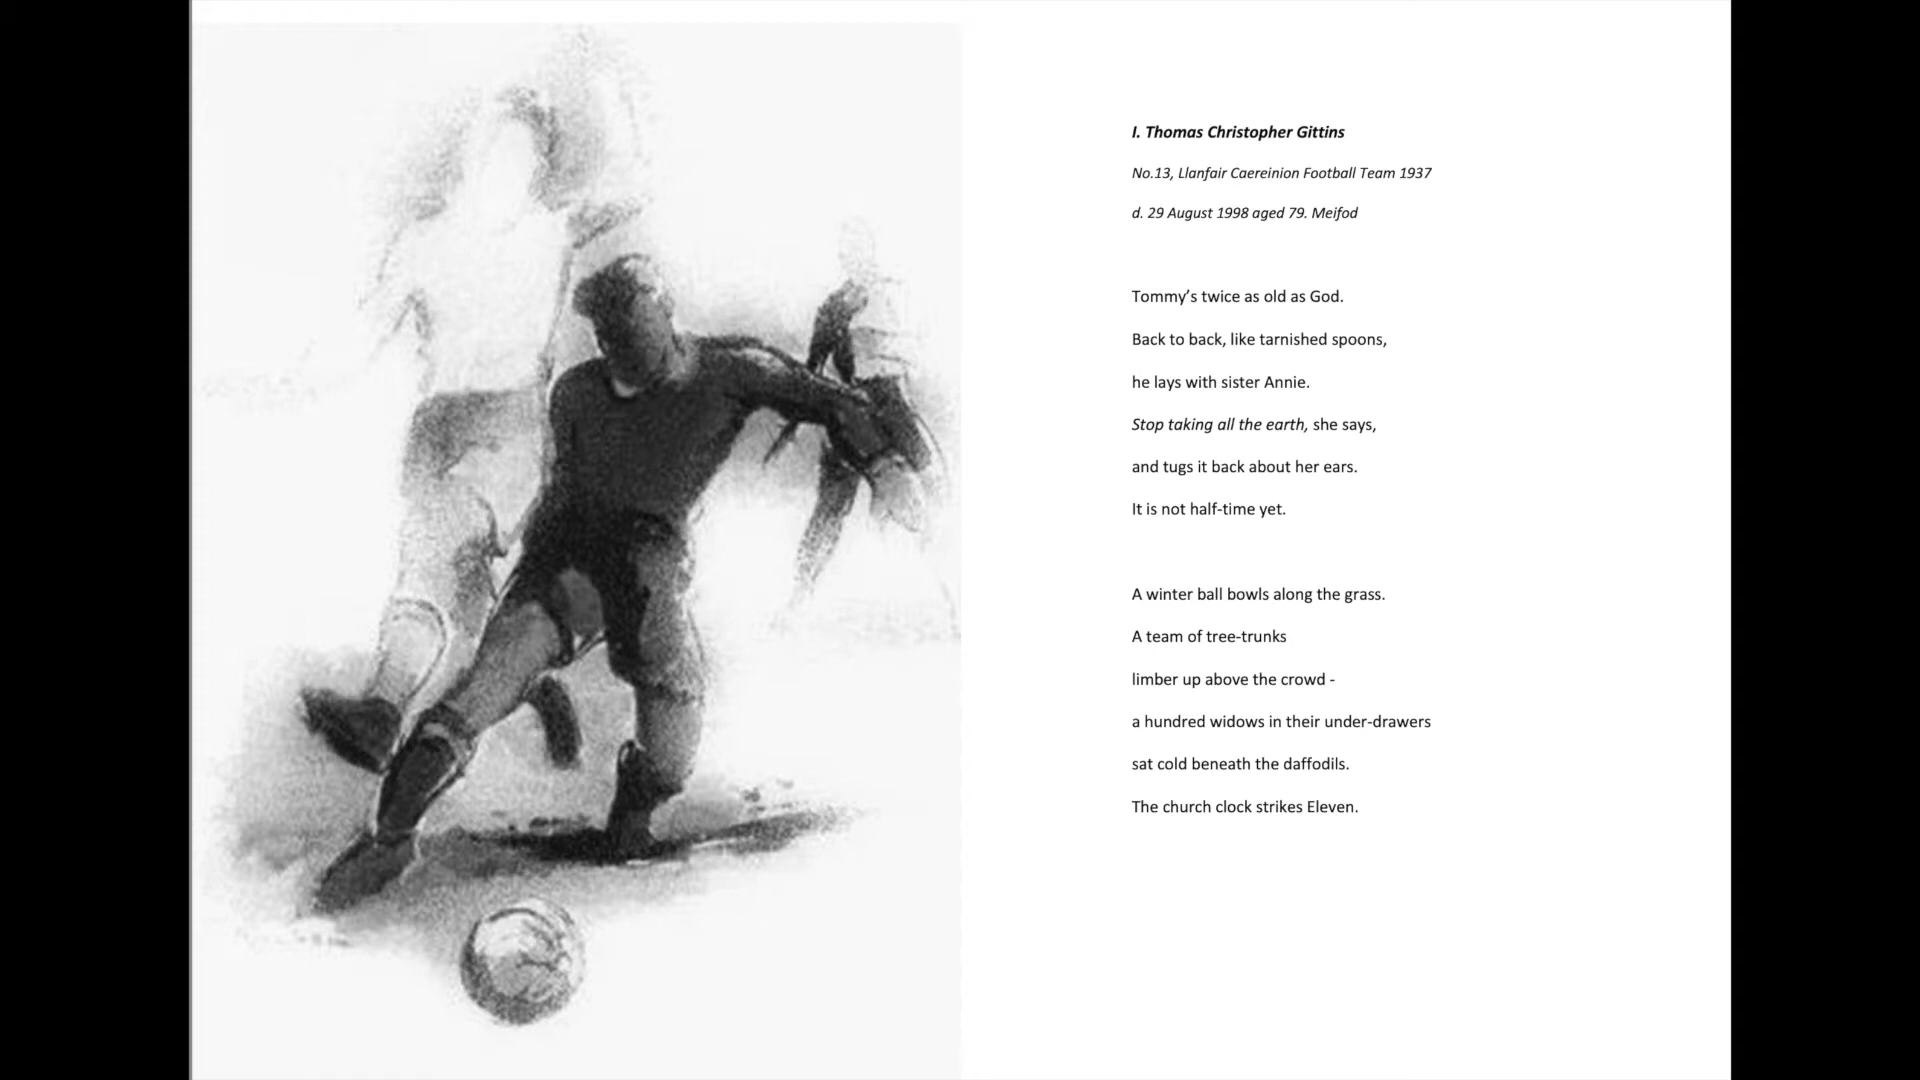 I. Thomas Christopher Gittins
No.13, Llanfair Caereinion Football Team 1937
d. 29 August 1998 aged 79. Meifod
Tommy’s twice as old as God.
Back to back, like tarnished spoons,
he lays with sister Annie.
Stop taking all the earth, she says,
and tugs it back about her ears.
It is not half-time yet.
A winter ball bowls along the grass.
A team of tree-trunks
limber up above the crowd -
a hundred widows in their under-drawers
sat cold beneath the daffodils.
The church clock strikes Eleven.